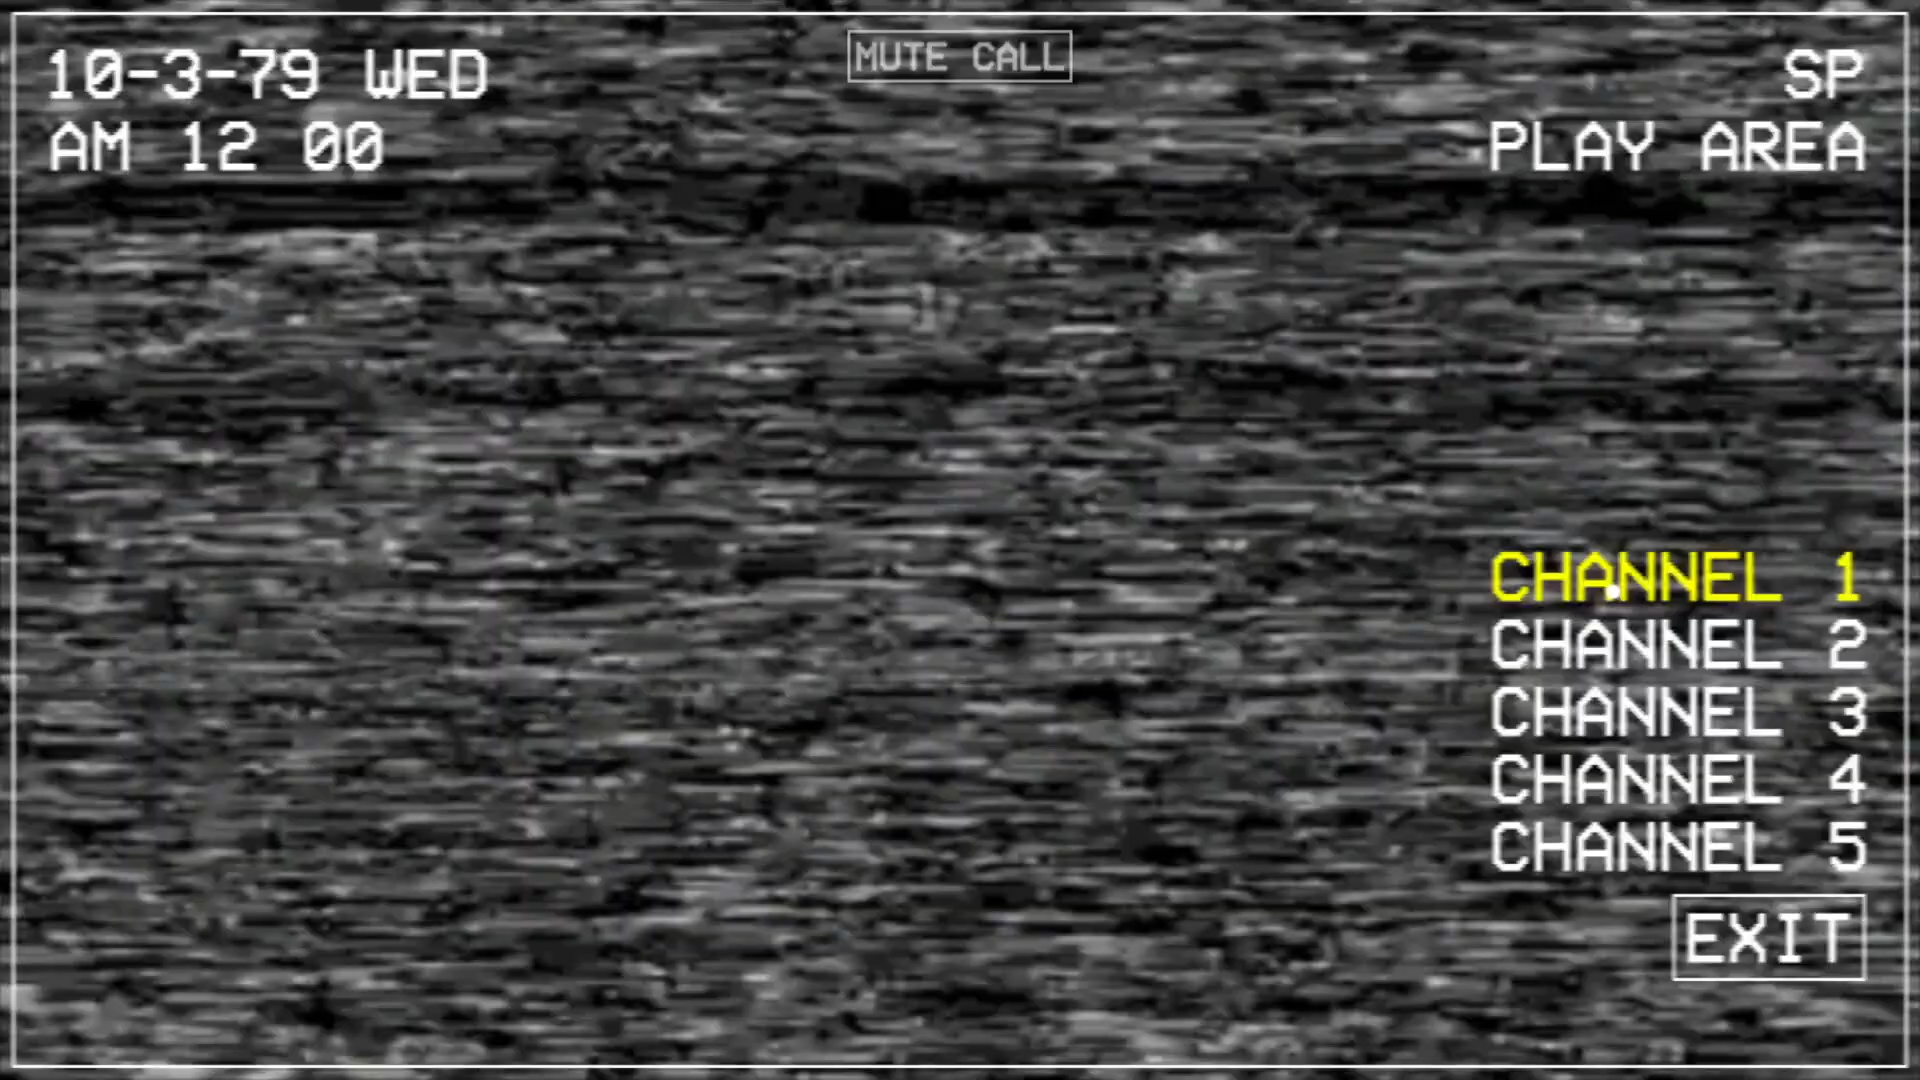 10-3-79 WED
AM 12 00
MUTE CALL
SP
PLAY AREA
CHANNEL 1
CHANNEL 2
CHANNEL 3
CHANNEL 4
CHANNEL 5
EXIT